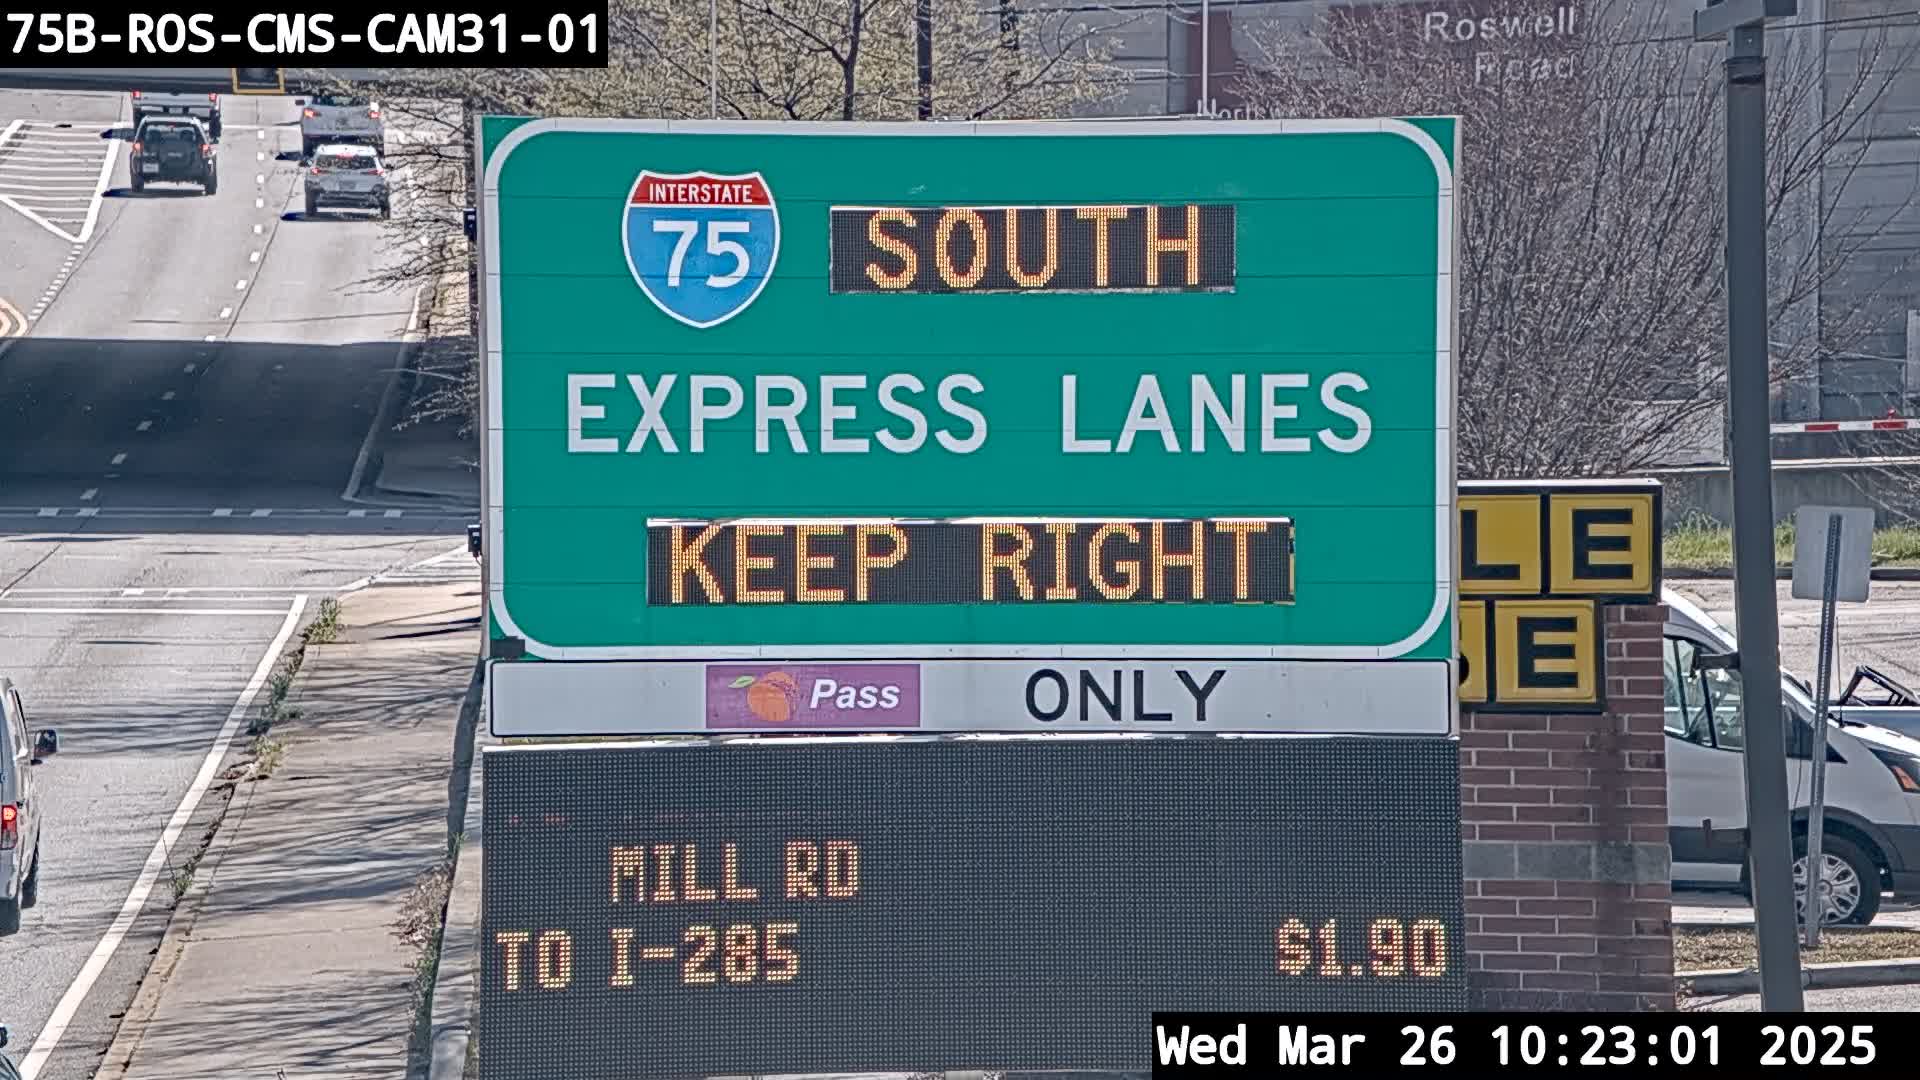 75B-ROS-CMS-CAM31-01
Roswell
Road
INTERSTATE
75
SOUTH
EXPRESS LANES
KEEP RIGHT
Pass ONLY
MILL RD
TO I-285 $1.90
LE
E
Wed Mar 26 10:23:01 2025